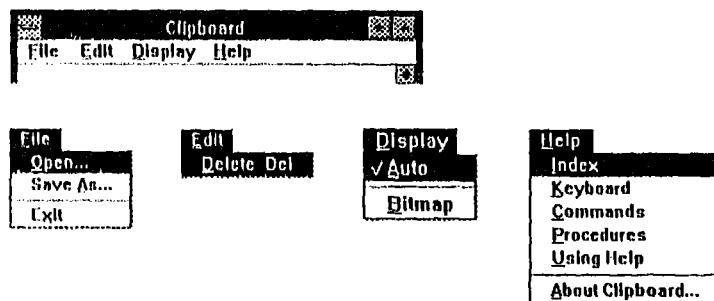 Clipboard
File Edit Display Help
File
Open...
Save As...
Exit
Edit
Delete Del
Display
✓ Auto
Bitmap
Help
Index
Keyboard
Commands
Procedures
Using Help
About Clipboard...